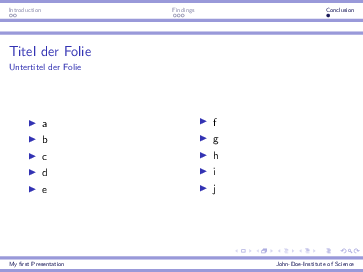 Introduction Findings Conclusion
Titel der Folie
Untertitel der Folie
a
b
c
d
e
f
g
h
i
j
My first Presentation John-Doe-Institute of Science